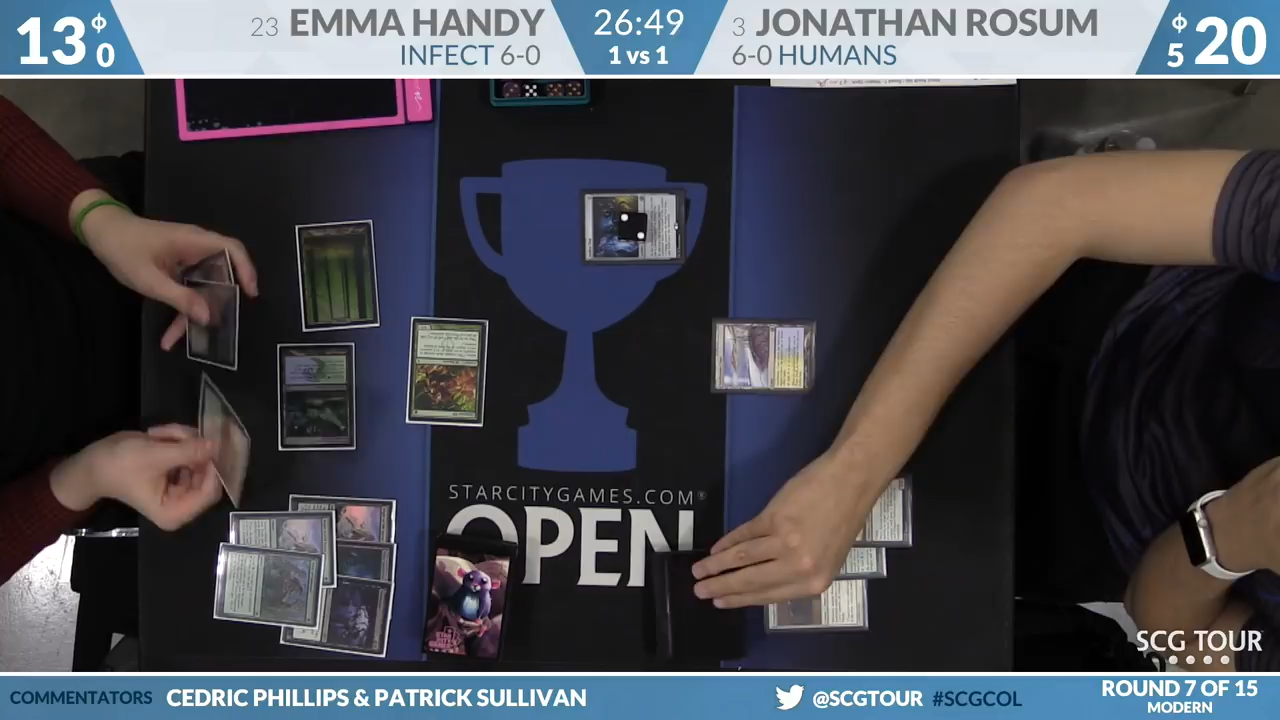 13 0
23 EMMA HANDY
INFECT 6-0
26:49
1 vs 1
3 JONATHAN ROSUM
6-0 HUMANS
5 20
STARCITYGAMES.COM®
OPEN
SCG TOUR
COMMENTATORS CEDRIC PHILLIPS & PATRICK SULLIVAN
@SCGTOUR #SCGCOL
ROUND 7 OF 15
MODERN